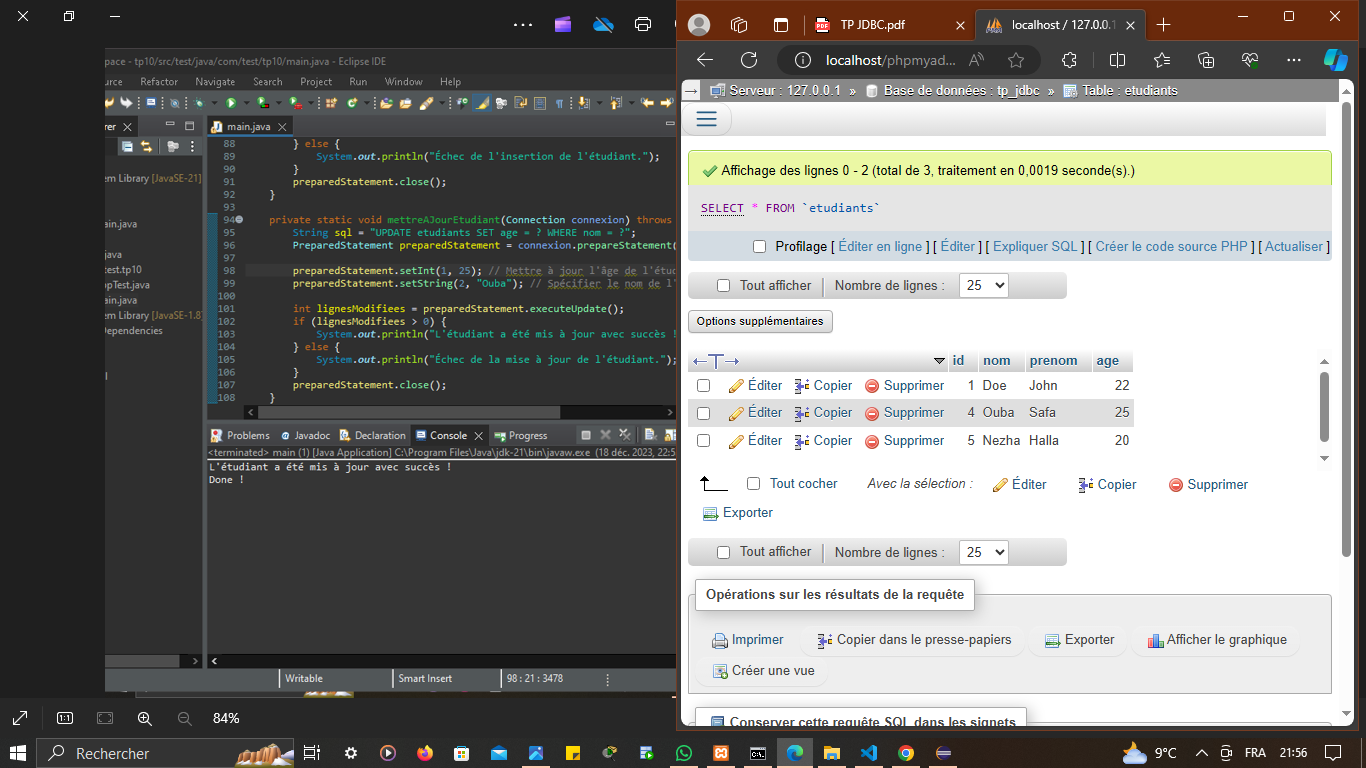 pace - tp10/src/test/java/com/test/tp10/main.java - Eclipse IDE
urce Refactor Navigate Search Project Run Window Help
rer
main.java
em Library [JavaSE-21]
ain.java
java
test.tp10
ppTest.java
ain.java
em Library [JavaSE-1.8]
Dependencies
88 } else {
89 System.out.println("Échec de l'insertion de l'étudiant.");
90 }
91 preparedStatement.close();
92 }
93
94 private static void mettreAJourEtudiant(Connection connexion) throws
95 String sql = "UPDATE etudiants SET age = ? WHERE nom = ?";
96 PreparedStatement preparedStatement = connexion.prepareStatement(
97
98 preparedStatement.setInt(1, 25); // Mettre à jour l'âge de l'étu
99 preparedStatement.setString(2, "Ouba"); // Spécifier le nom de l'
100
101 int lignesModifiees = preparedStatement.executeUpdate();
102 if (lignesModifiees > 0) {
103 System.out.println("L'étudiant a été mis à jour avec succès !
104 } else {
105 System.out.println("Échec de la mise à jour de l'étudiant.");
106 }
107 preparedStatement.close();
108 }
Problems Javadoc Declaration Console Progress
<terminated> main (1) [Java Application] C:\Program Files\Java\jdk-21\bin\javaw.exe (18 déc. 2023, 22:5
L'étudiant a été mis à jour avec succès !
Done !
Writable Smart Insert 98 : 21 : 3478
1:1 84%
TP JDBC.pdf localhost / 127.0.0.1
localhost/phpmyad...
Serveur : 127.0.0.1 » Base de données : tp_jdbc » Table : etudiants
Affichage des lignes 0 - 2 (total de 3, traitement en 0,0019 seconde(s).)
SELECT * FROM `etudiants`
Profilage [ Éditer en ligne ] [ Éditer ] [ Expliquer SQL ] [ Créer le code source PHP ] [ Actualiser ]
Tout afficher Nombre de lignes : 25
Options supplémentaires
←T→ id nom prenom age
Éditer Copier Supprimer 1 Doe John 22
Éditer Copier Supprimer 4 Ouba Safa 25
Éditer Copier Supprimer 5 Nezha Halla 20
Tout cocher Avec la sélection : Éditer Copier Supprimer
Exporter
Tout afficher Nombre de lignes : 25
Opérations sur les résultats de la requête
Imprimer Copier dans le presse-papiers Exporter Afficher le graphique
Créer une vue
Conserver cette requête SQL dans les signets
Rechercher 9°C FRA 21:56